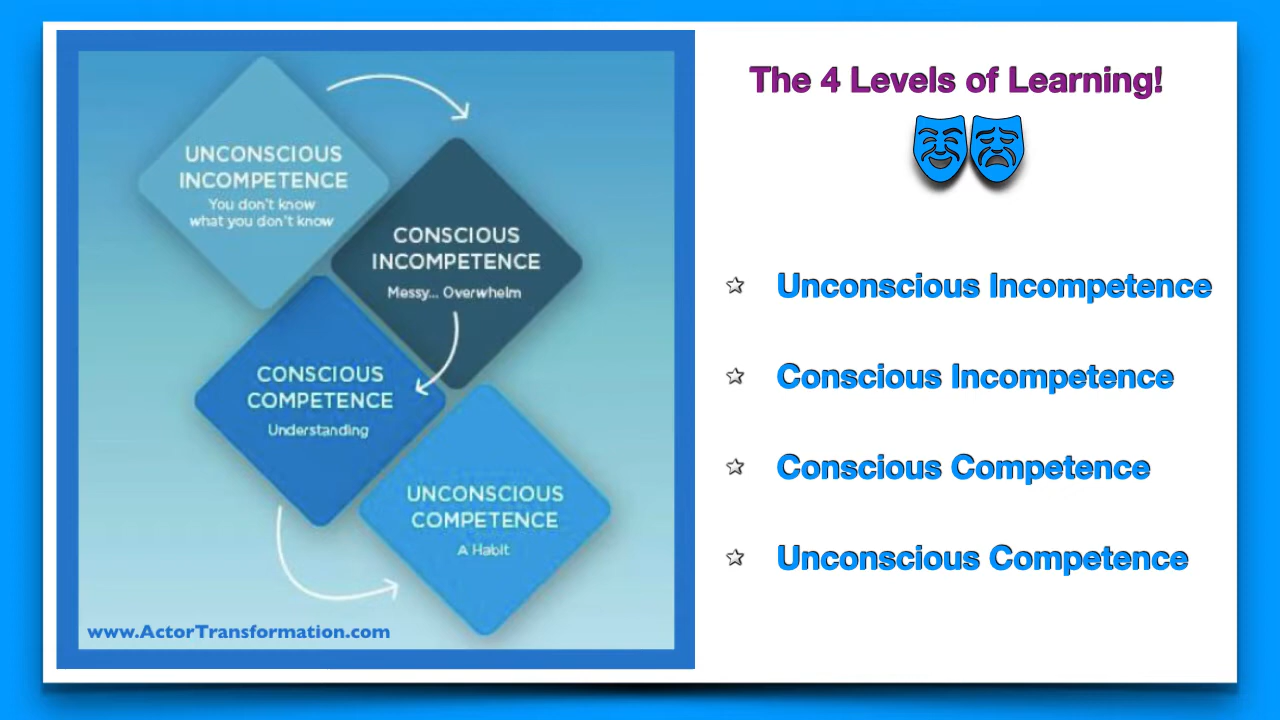 UNCONSCIOUS
INCOMPETENCE
You don't know
what you don't know
CONSCIOUS
INCOMPETENCE
Messy... Overwhelm
CONSCIOUS
COMPETENCE
Understanding
UNCONSCIOUS
COMPETENCE
A Habit
www.ActorTransformation.com
The 4 Levels of Learning!
Unconscious Incompetence
Conscious Incompetence
Conscious Competence
Unconscious Competence